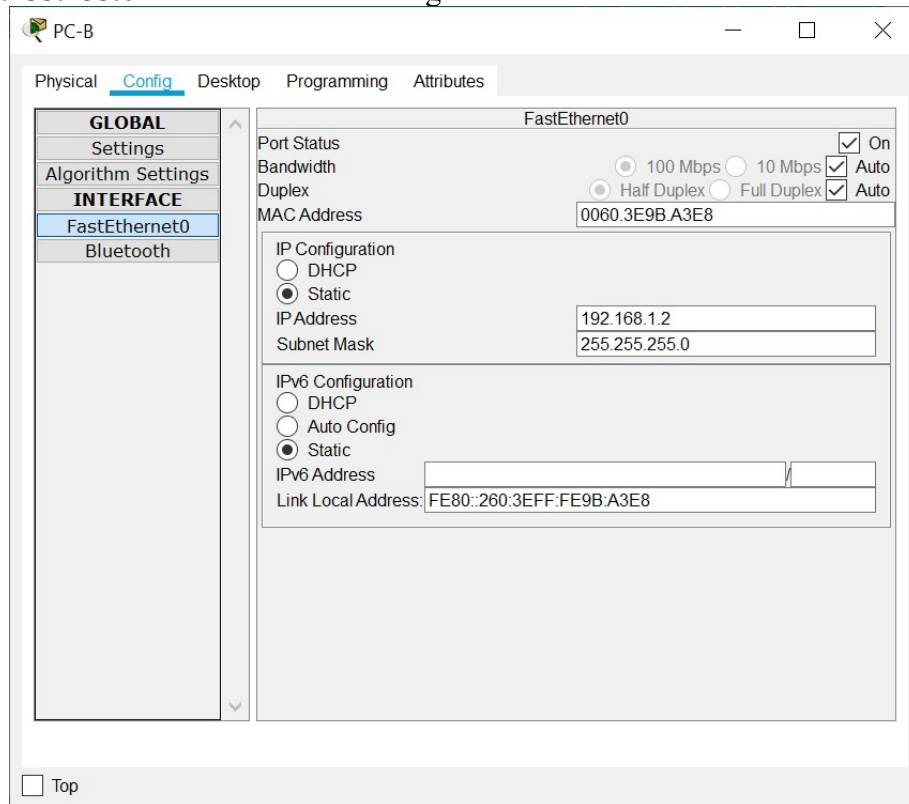 PC-B
Physical Config Desktop Programming Attributes
GLOBAL
Settings
Algorithm Settings
INTERFACE
FastEthernet0
Bluetooth
FastEthernet0
Port Status On
Bandwidth 100 Mbps 10 Mbps Auto
Duplex Half Duplex Full Duplex Auto
MAC Address 0060.3E9B.A3E8
IP Configuration
DHCP
Static
IP Address 192.168.1.2
Subnet Mask 255.255.255.0
IPv6 Configuration
DHCP
Auto Config
Static
IPv6 Address /
Link Local Address: FE80::260:3EFF:FE9B:A3E8
Top